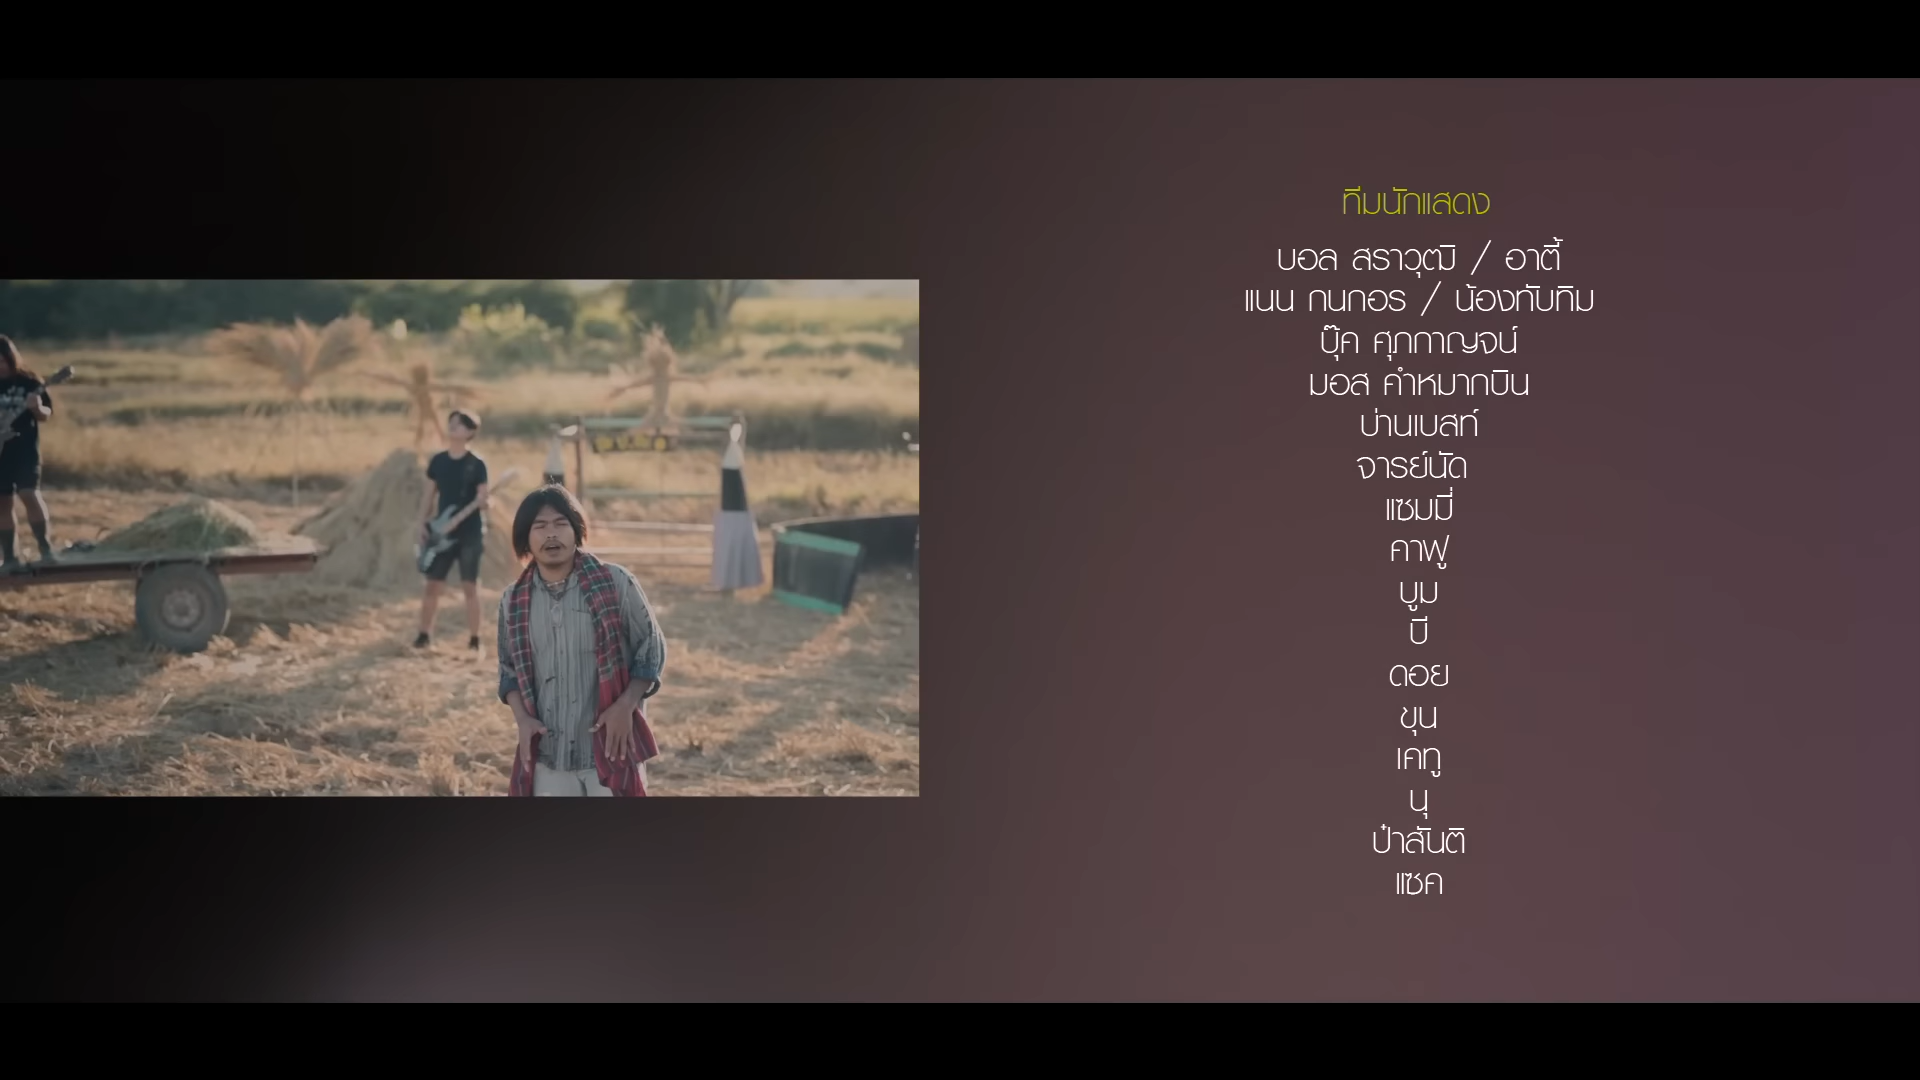 ทีมนักแสดง
บอล สราวุฒิ / อาตี้
แนน กนกอร / น้องทับทิม
บุ๊ค ศุภกาญจน์
มอส คำหมากบิน
บ่านเบสท์
จารย์นัด
แซมมี่
คาฟู
บูม
บี
ดอย
ขุน
เคทู
นุ
ป๋าสันติ
แซค